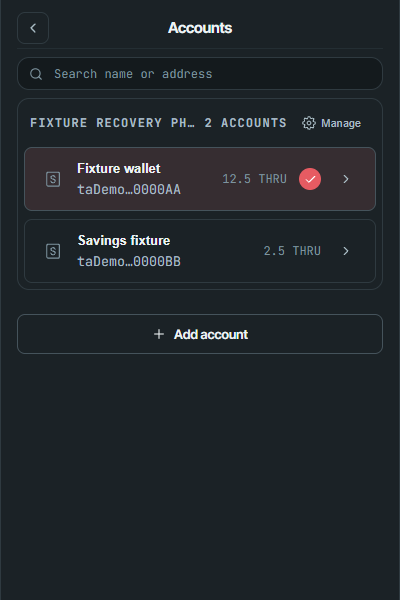 Accounts
Search name or address
FIXTURE RECOVERY PH… 2 ACCOUNTS Manage
S Fixture wallet 12.5 THRU
taDemo…0000AA
S Savings fixture 2.5 THRU
taDemo…0000BB
Add account